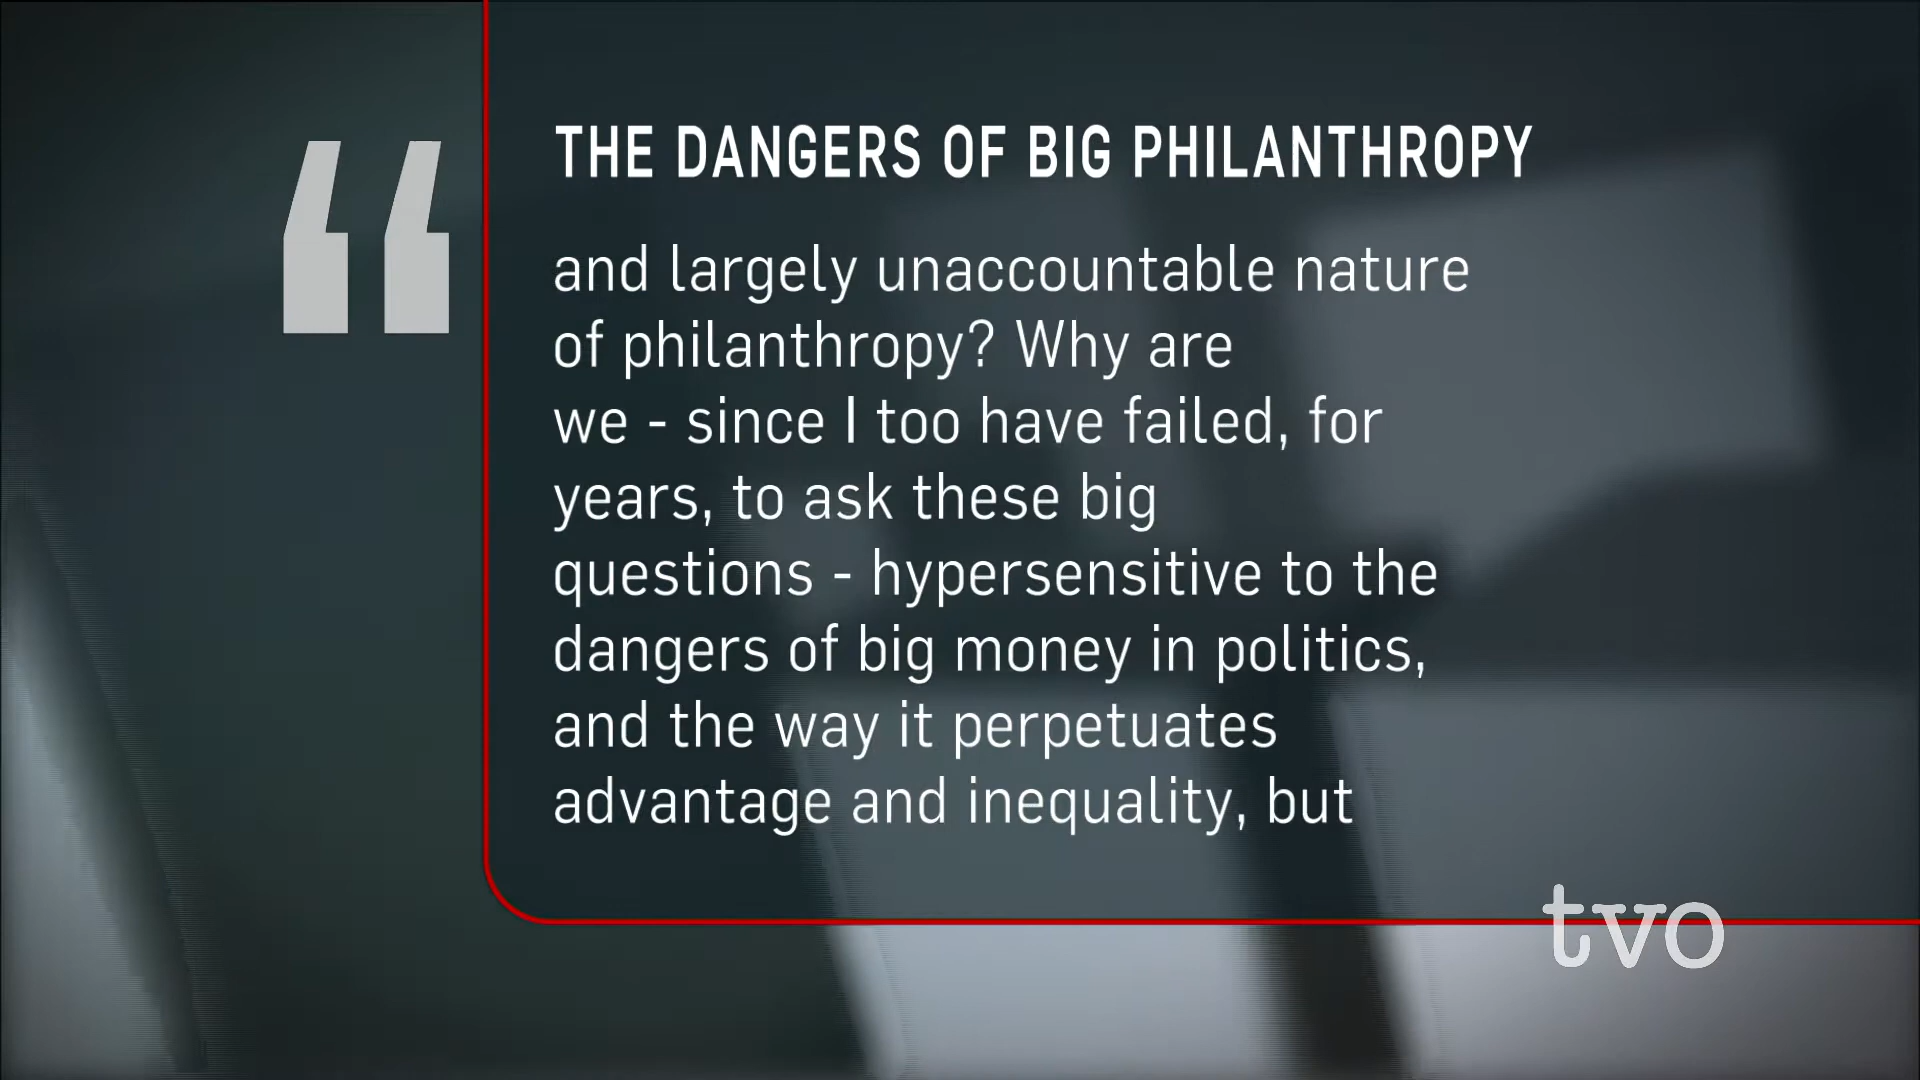 “
THE DANGERS OF BIG PHILANTHROPY
and largely unaccountable nature
of philanthropy? Why are
we - since I too have failed, for
years, to ask these big
questions - hypersensitive to the
dangers of big money in politics,
and the way it perpetuates
advantage and inequality, but
tvo